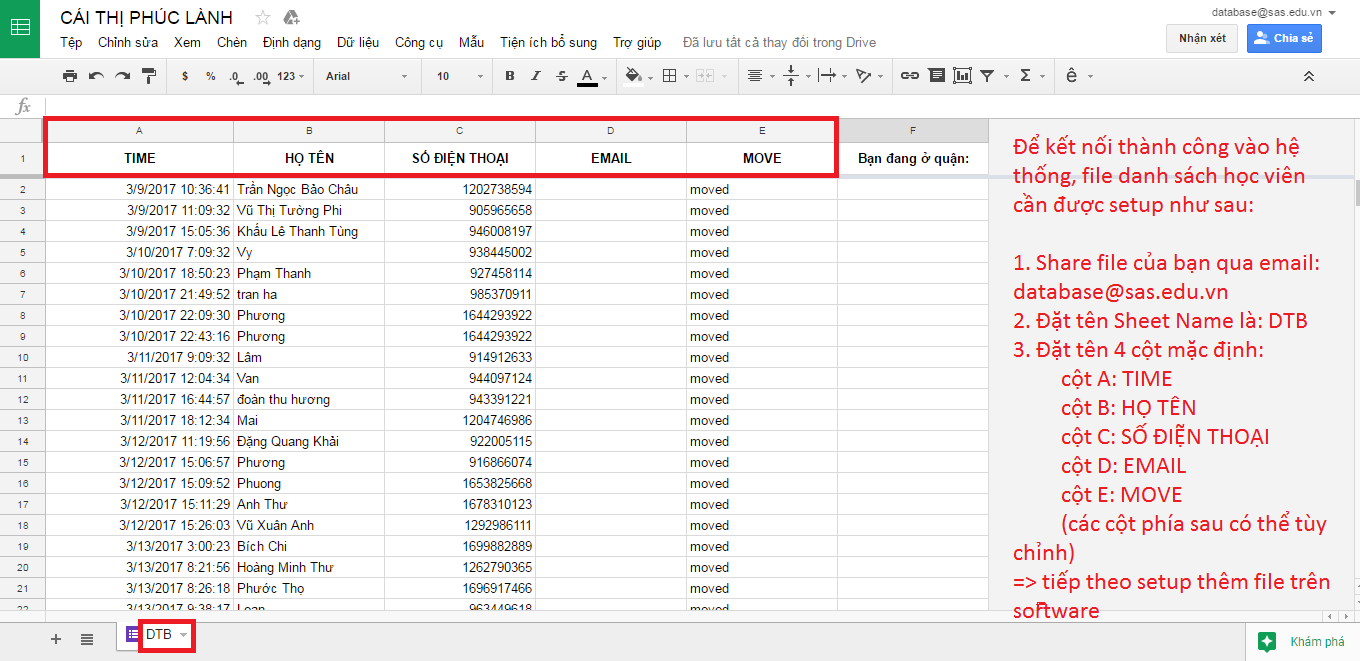 CÁI THỊ PHÚC LÀNH
database@sas.edu.vn
Tệp Chỉnh sửa Xem Chèn Định dạng Dữ liệu Công cụ Mẫu Tiện ích bổ sung Trợ giúp Đã lưu tất cả thay đổi trong Drive
Nhận xét Chia sẻ
$ % .0 .00 123 Arial 10 B I S A Σ ê
fx
A B C D E F
1 TIME HỌ TÊN SỐ ĐIỆN THOẠI EMAIL MOVE Bạn đang ở quận:
2 3/9/2017 10:36:41 Trần Ngọc Bảo Châu 1202738594 moved
3 3/9/2017 11:09:32 Vũ Thị Tường Phi 905965658 moved
4 3/9/2017 15:05:36 Khấu Lê Thanh Tùng 946008197 moved
5 3/10/2017 7:09:32 Vy 938445002 moved
6 3/10/2017 18:50:23 Phạm Thanh 927458114 moved
7 3/10/2017 21:49:52 tran ha 985370911 moved
8 3/10/2017 22:09:30 Phương 1644293922 moved
9 3/10/2017 22:43:16 Phương 1644293922 moved
10 3/11/2017 9:09:32 Lâm 914912633 moved
11 3/11/2017 12:04:34 Van 944097124 moved
12 3/11/2017 16:44:57 đoàn thu hương 943391221 moved
13 3/11/2017 18:12:34 Mai 1204746986 moved
14 3/12/2017 11:19:56 Đặng Quang Khải 922005115 moved
15 3/12/2017 15:06:57 Phương 916866074 moved
16 3/12/2017 15:09:52 Phuong 1653825668 moved
17 3/12/2017 15:11:29 Anh Thư 1678310123 moved
18 3/12/2017 15:26:03 Vũ Xuân Anh 1292986111 moved
19 3/13/2017 3:00:23 Bích Chi 1699882889 moved
20 3/13/2017 8:21:56 Hoàng Minh Thư 1262790365 moved
21 3/13/2017 8:26:18 Phước Thọ 1696917466 moved
22 3/13/2017 9:38:17 Loan 963449618 moved
Để kết nối thành công vào hệ
thống, file danh sách học viên
cần được setup như sau:
1. Share file của bạn qua email:
database@sas.edu.vn
2. Đặt tên Sheet Name là: DTB
3. Đặt tên 4 cột mặc định:
cột A: TIME
cột B: HỌ TÊN
cột C: SỐ ĐIỆN THOẠI
cột D: EMAIL
cột E: MOVE
(các cột phía sau có thể tùy
chỉnh)
=> tiếp theo setup thêm file trên
software
DTB
Khám phá